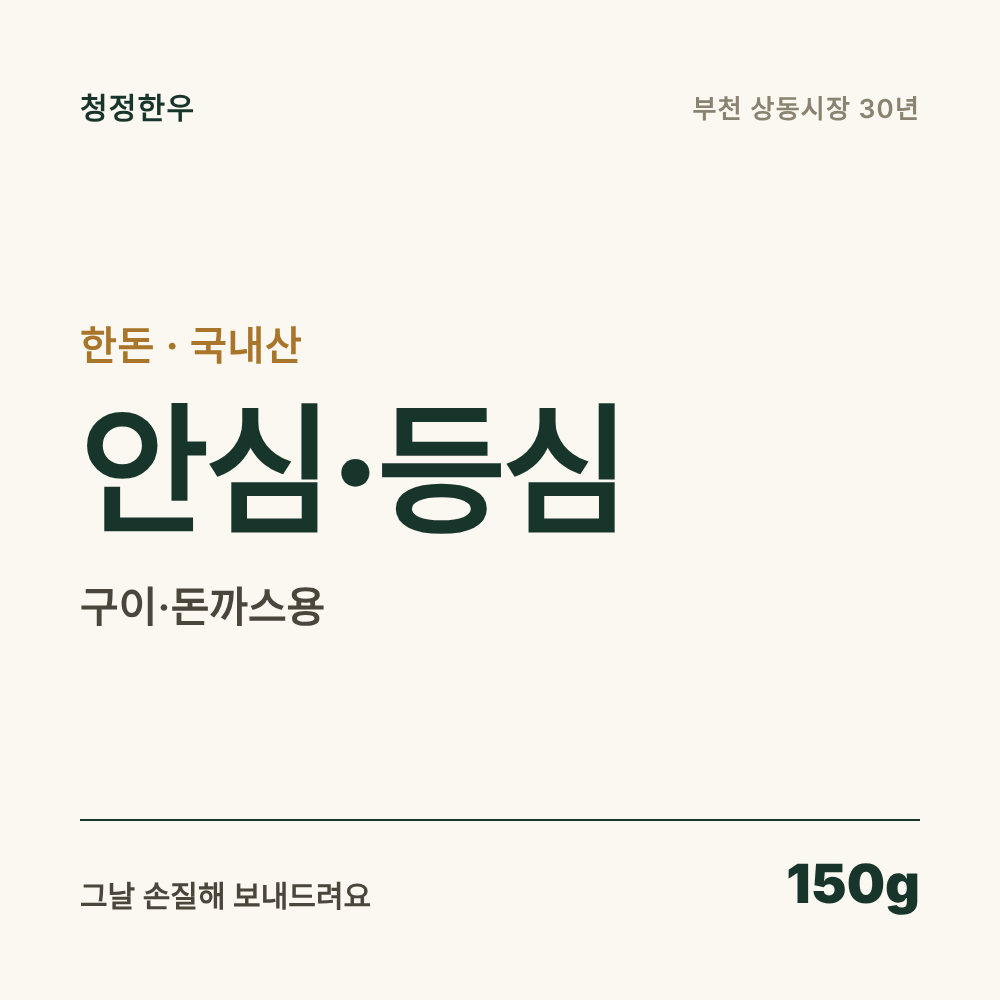 청정한우
부천 상동시장 30년
한돈 · 국내산
안심·등심
구이·돈까스용
그날 손질해 보내드려요
150g